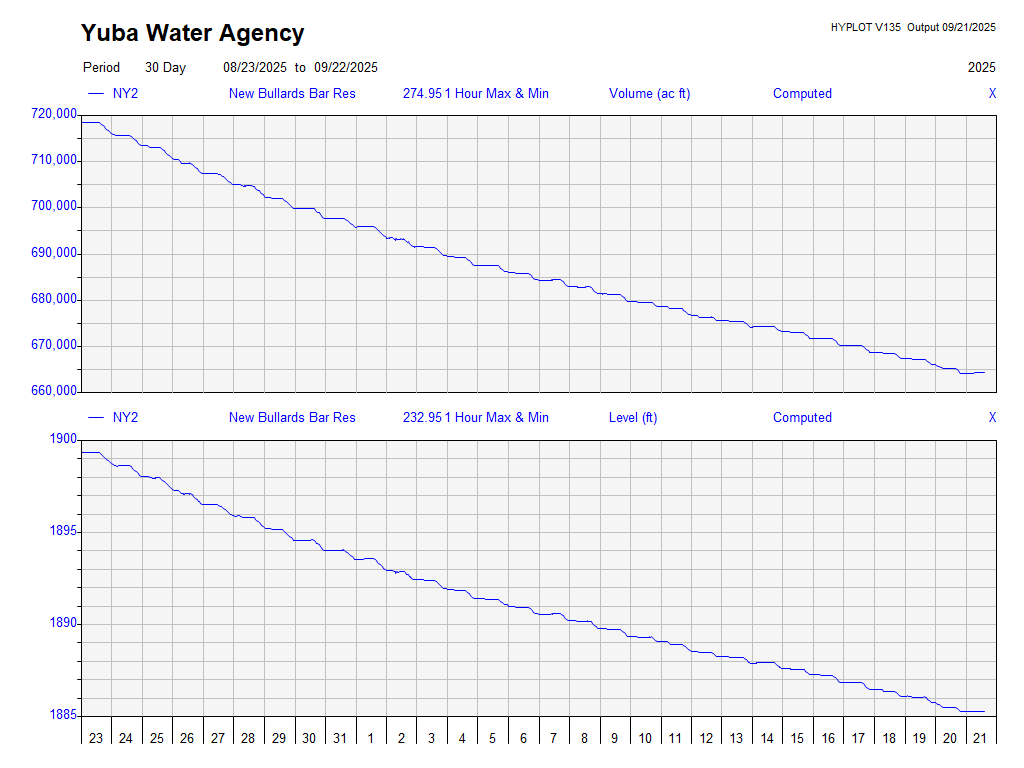 Yuba Water Agency
HYPLOT V135 Output 09/21/2025
Period 30 Day 08/23/2025 to 09/22/2025 2025
NY2 New Bullards Bar Res 274.95 1 Hour Max & Min Volume (ac ft) Computed X
720,000
710,000
700,000
690,000
680,000
670,000
660,000
NY2 New Bullards Bar Res 232.95 1 Hour Max & Min Level (ft) Computed X
1900
1895
1890
1885
23 24 25 26 27 28 29 30 31 1 2 3 4 5 6 7 8 9 10 11 12 13 14 15 16 17 18 19 20 21